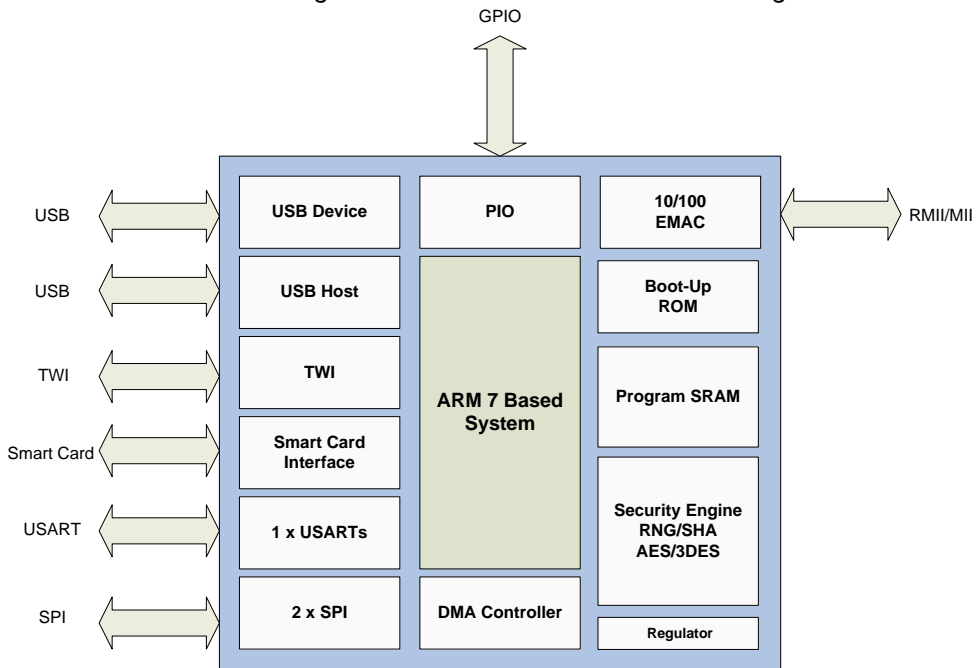 GPIO
USB
USB Device
PIO
10/100
EMAC
RMII/MII
USB
USB Host
Boot-Up
ROM
TWI
TWI
ARM 7 Based
System
Program SRAM
Smart Card
Smart Card
Interface
USART
1 x USARTs
Security Engine
RNG/SHA
AES/3DES
SPI
2 x SPI
DMA Controller
Regulator